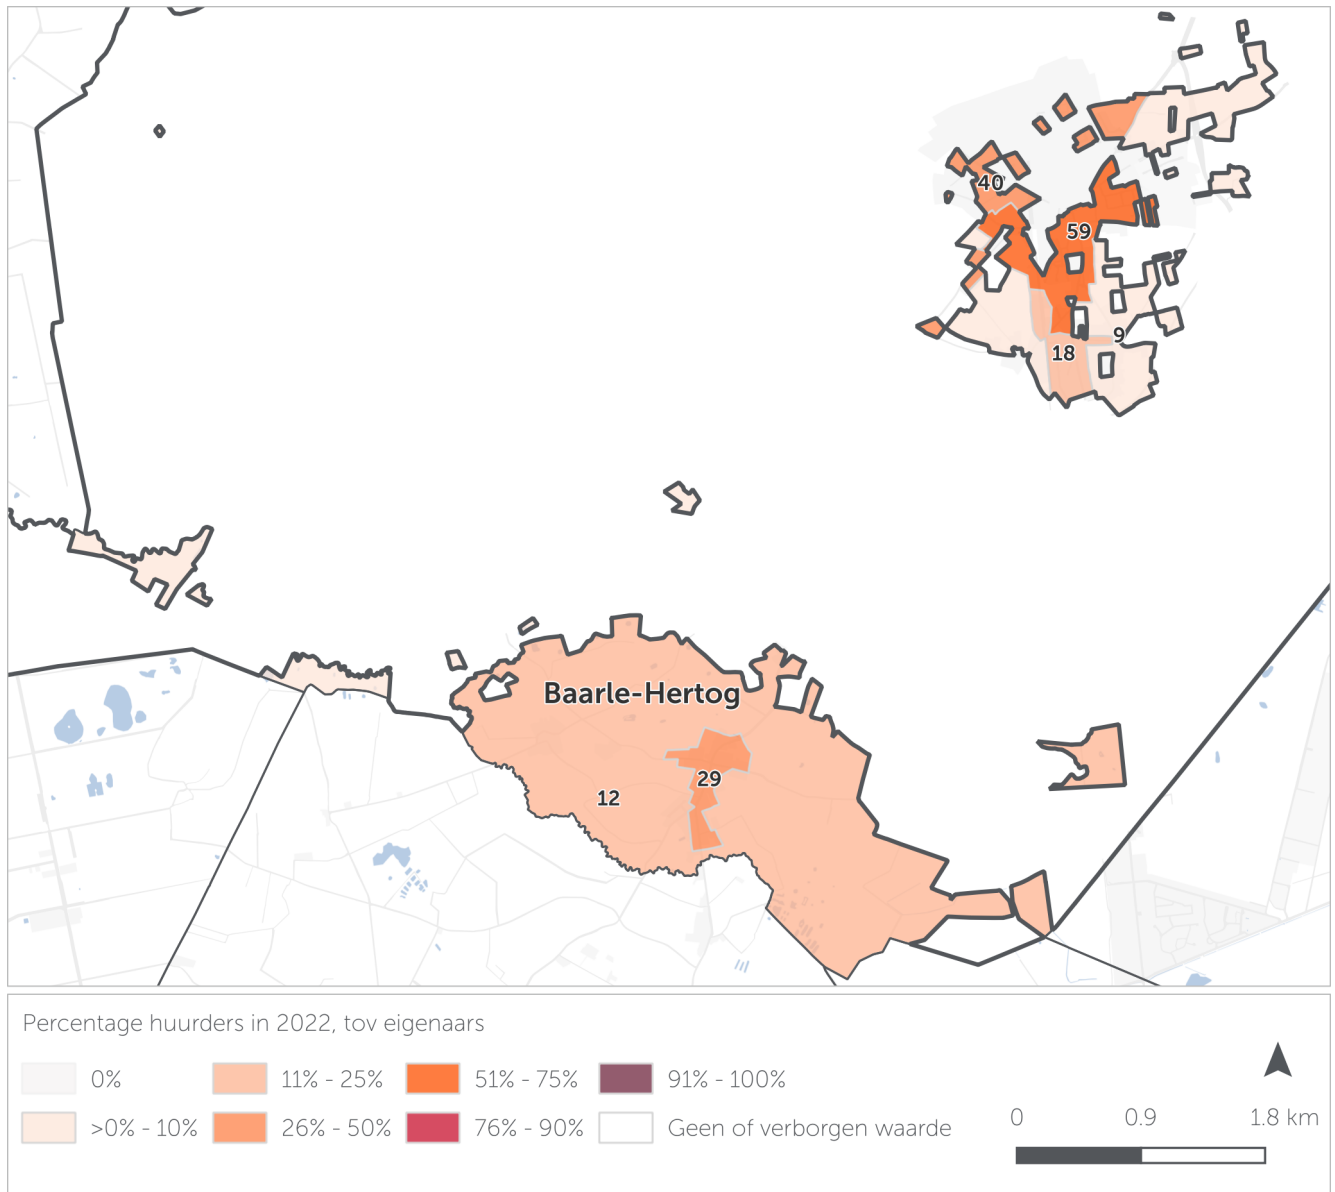 40
59
9
18
Baarle-Hertog
29
12
Percentage huurders in 2022, tov eigenaars
0% 11% - 25% 51% - 75% 91% - 100%
>0% - 10% 26% - 50% 76% - 90% Geen of verborgen waarde
0 0.9 1.8 km